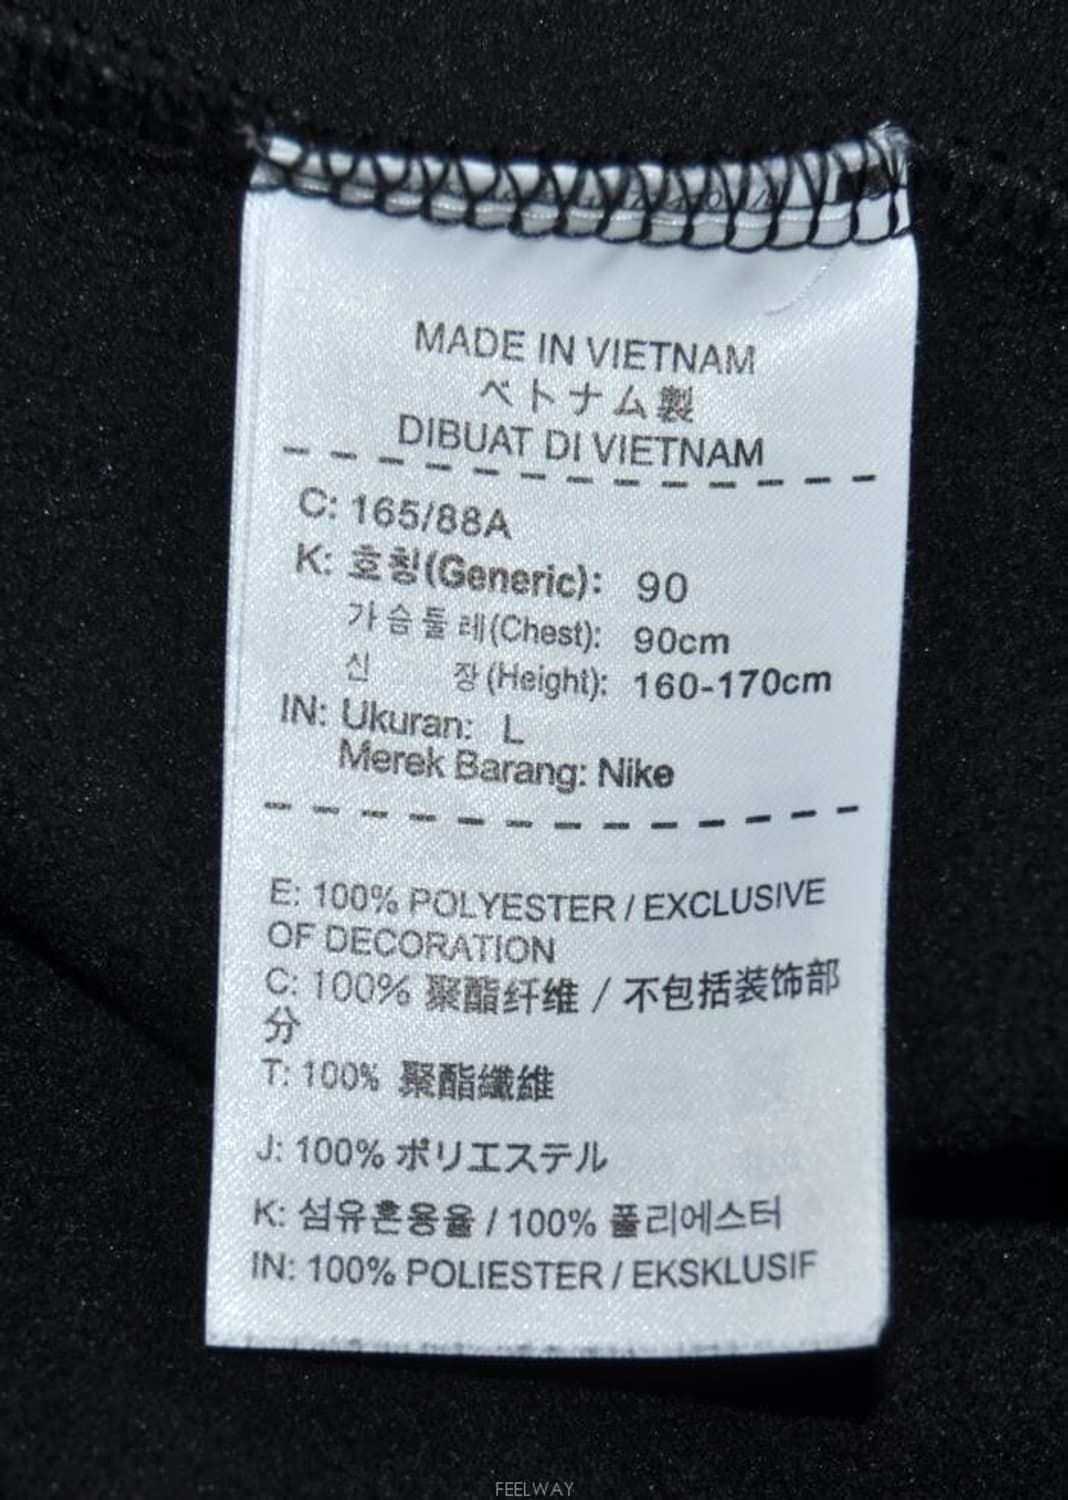 MADE IN VIETNAM
ベトナム製
DIBUAT DI VIETNAM
C: 165/88A
K: 호칭(Generic): 90
가슴둘레(Chest): 90cm
신 장(Height): 160-170cm
IN: Ukuran: L
Merek Barang: Nike
E: 100% POLYESTER / EXCLUSIVE
OF DECORATION
C: 100% 聚酯纤维 / 不包括装饰部
分
T: 100% 聚酯纖維
J: 100% ポリエステル
K: 섬유혼용율 / 100% 폴리에스터
IN: 100% POLIESTER / EKSKLUSIF
FEELWAY